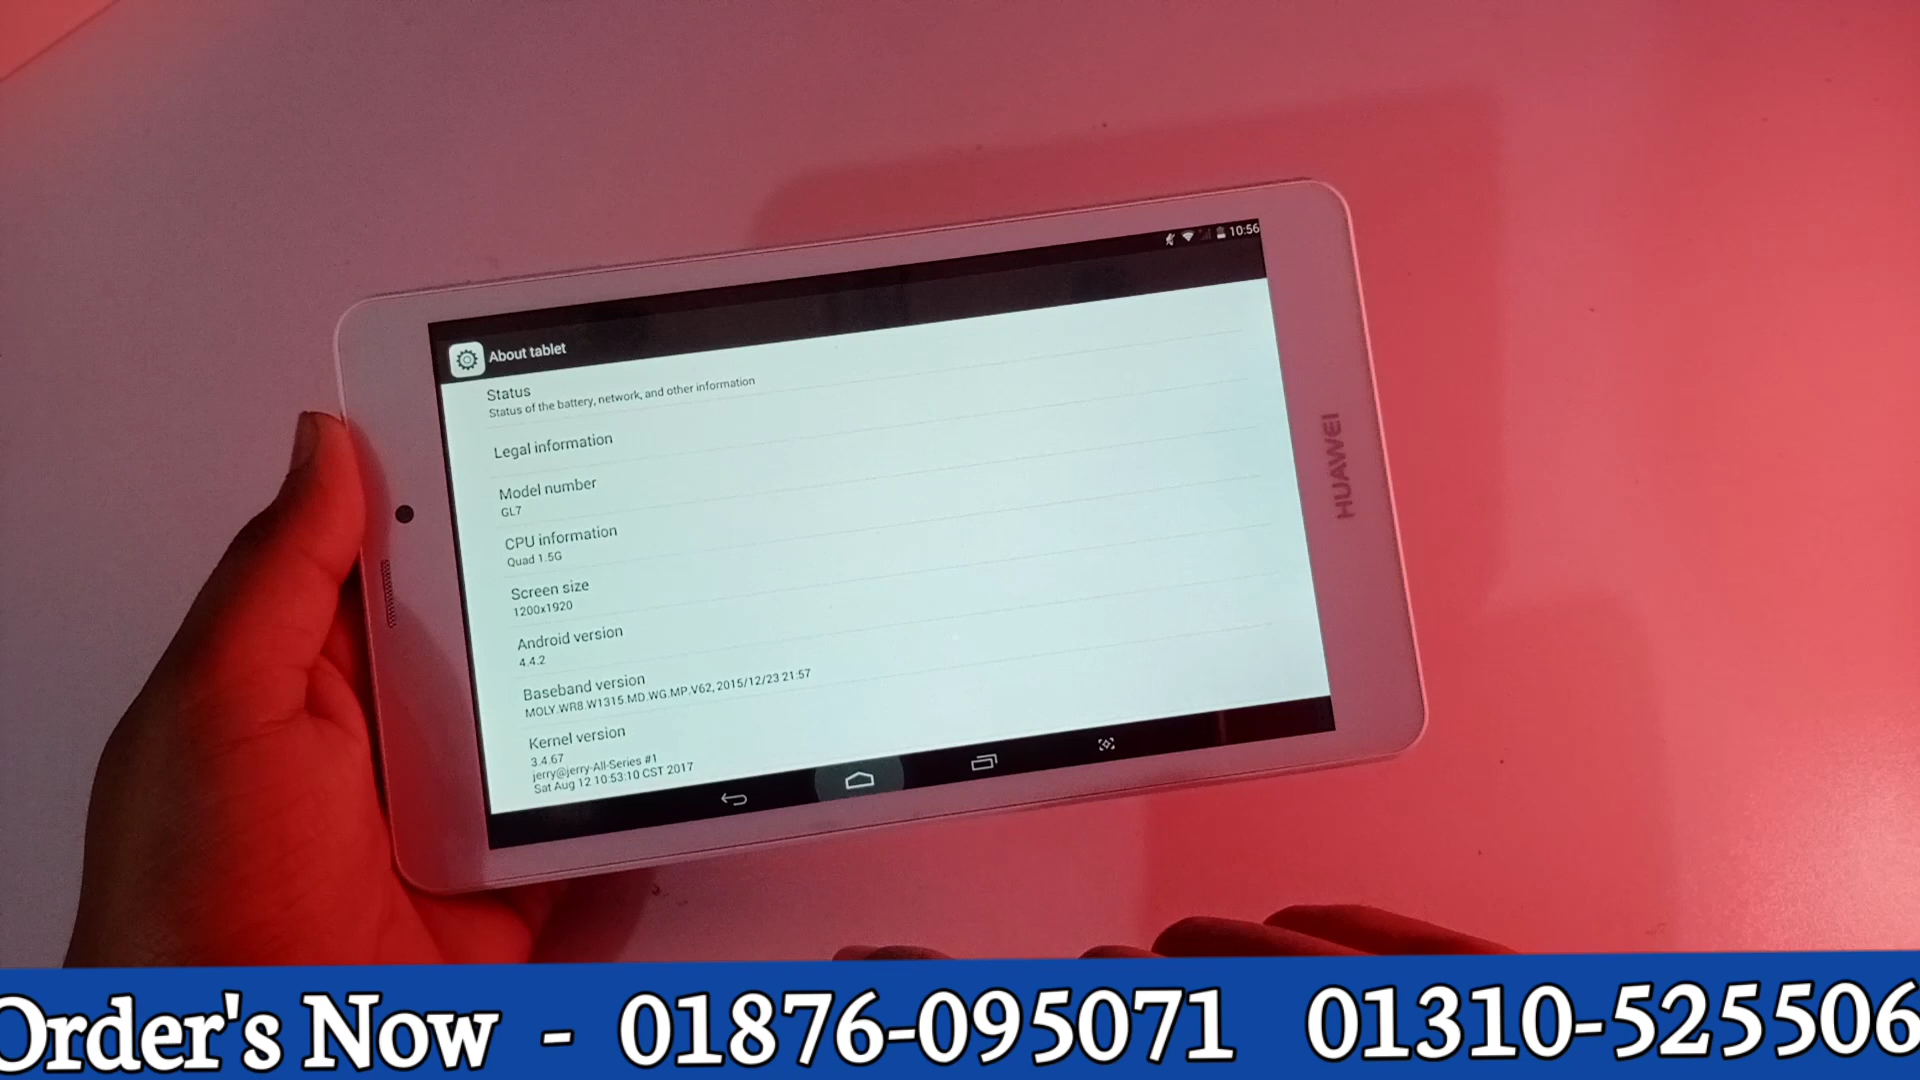 10:56
About tablet
Status
Status of the battery, network, and other information
Legal information
Model number
GL7
CPU information
Quad 1.5G
Screen size
1200x1920
Android version
4.4.2
Baseband version
MOLY.WR8.W1315.MD.WG.MP.V62, 2015/12/23 21:57
Kernel version
3.4.67
jerry@jerry-All-Series #1
Sat Aug 12 10:53:10 CST 2017
HUAWEI
Order's Now - 01876-095071 01310-525506